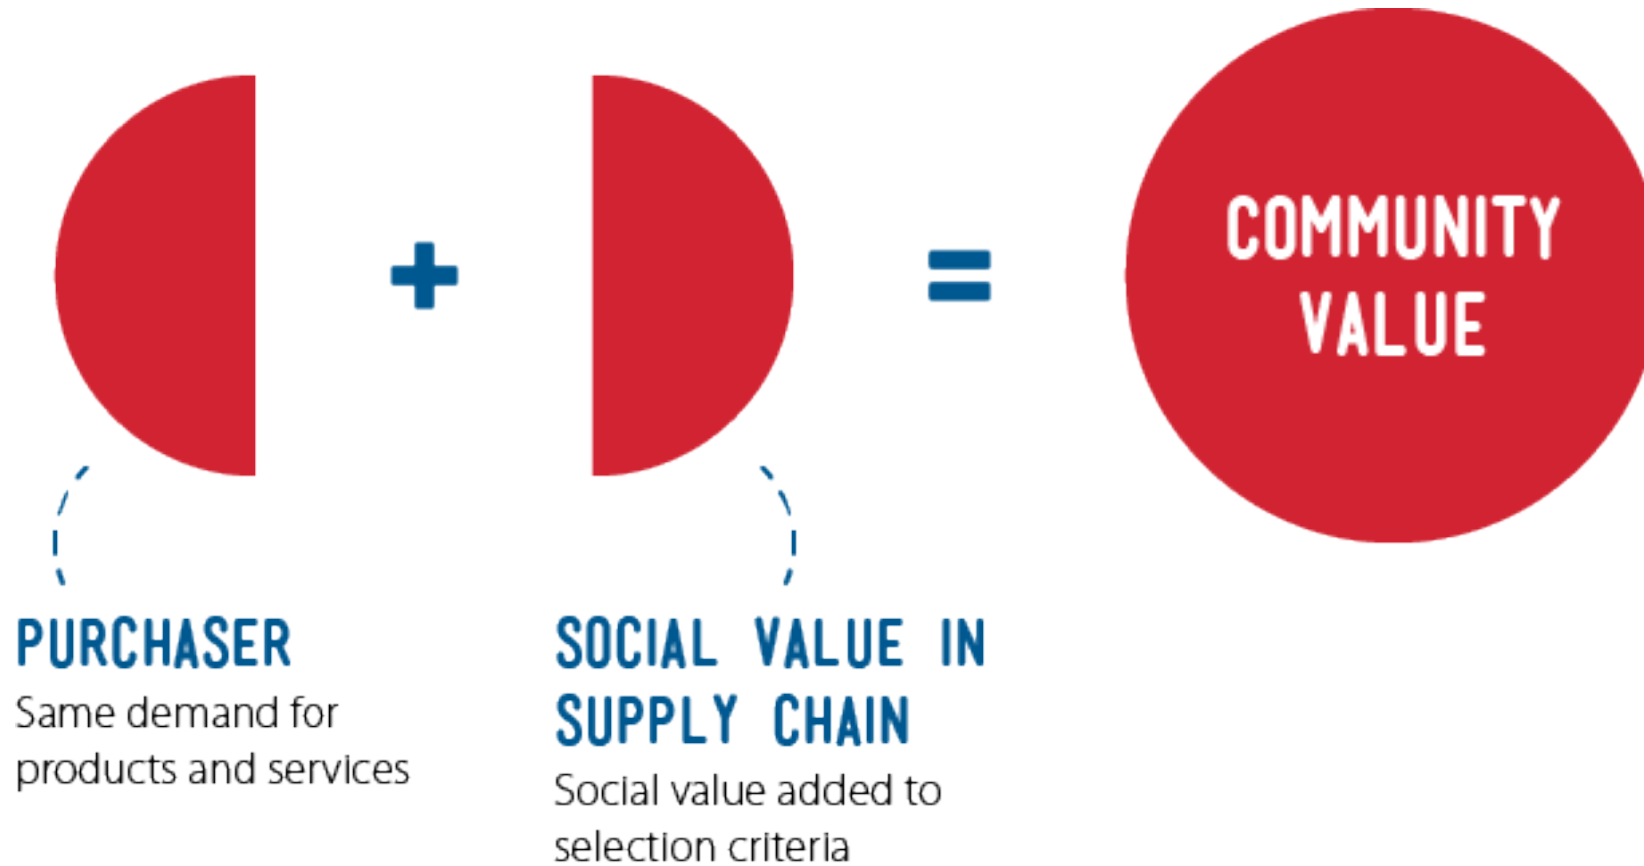 COMMUNITY
VALUE
PURCHASER
Same demand for
products and services
SOCIAL VALUE IN
SUPPLY CHAIN
Social value added to
selection criteria